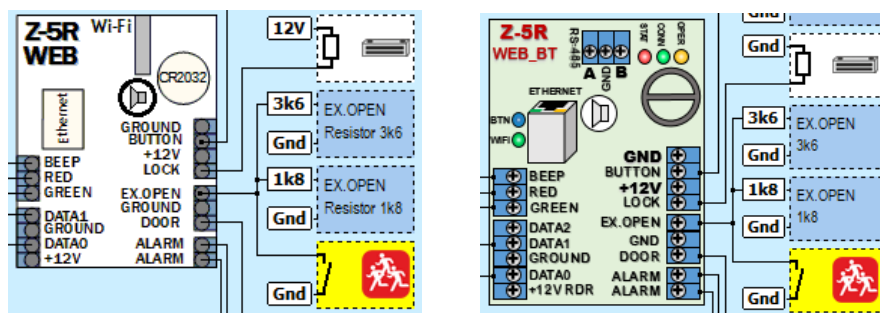 Z-5R
WEB
Wi-Fi
CR2032
Ethernet
GROUND
BUTTON
+12V
LOCK
BEEP
RED
GREEN
EX.OPEN
GROUND
DOOR
DATA1
GROUND
DATA0
+12V
ALARM
ALARM
12V
3k6
EX.OPEN
Resistor 3k6
Gnd
1k8
EX.OPEN
Resistor 1k8
Gnd
Gnd
Z-5R
WEB_BT
RS-485
A
GND
B
STAT
CONN
OPER
ETHERNET
BTN
WIFI
GND
BUTTON
+12V
LOCK
BEEP
RED
GREEN
EX.OPEN
GND
DOOR
DATA2
DATA1
GROUND
DATA0
+12V RDR
ALARM
ALARM
Gnd
Gnd
3k6
EX.OPEN
3k6
Gnd
1k8
EX.OPEN
1k8
Gnd
Gnd